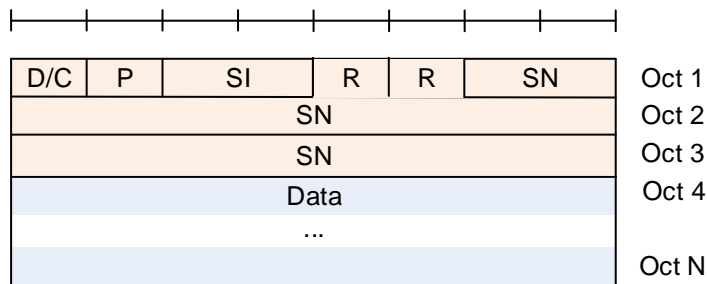 D/C P SI R R SN Oct 1
SN Oct 2
SN Oct 3
Data Oct 4
...
Oct N